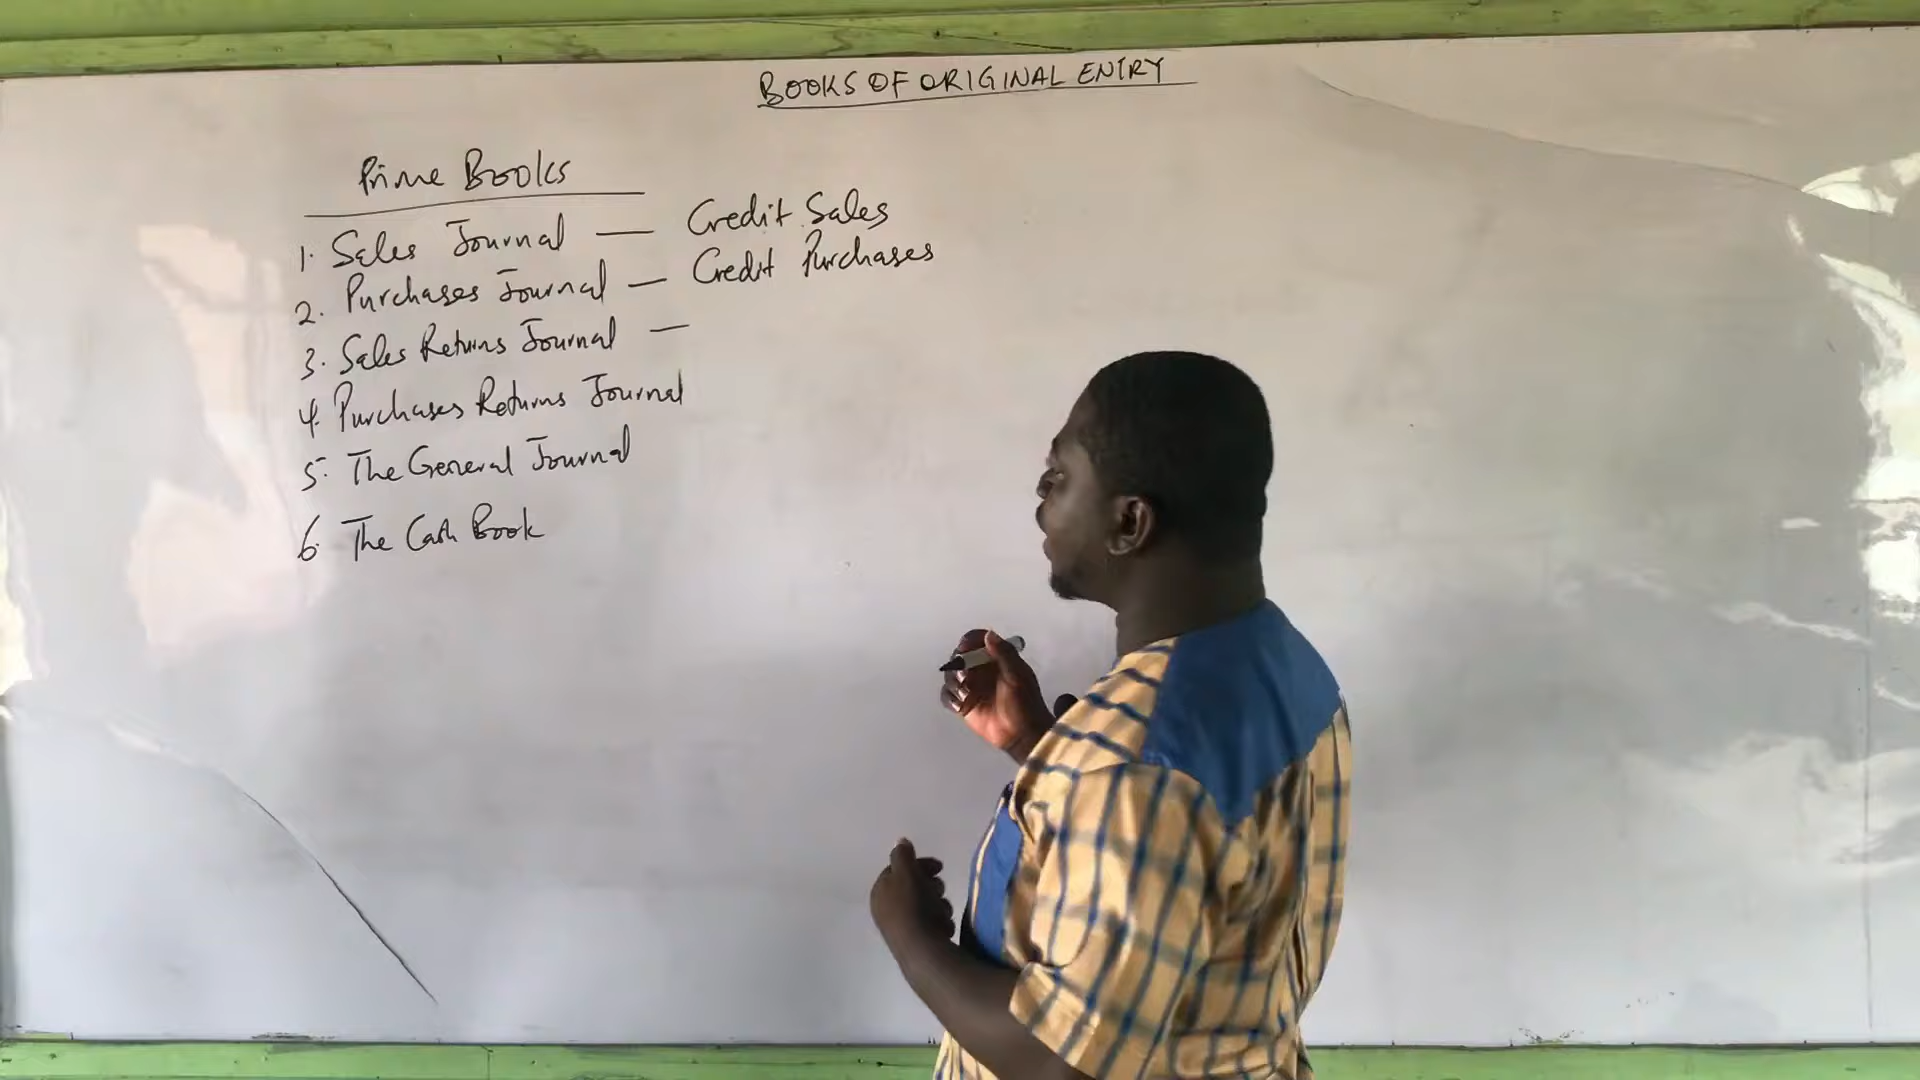 BOOKS OF ORIGINAL ENTRY
Prime Books
1. Sales Journal — Credit Sales
2. Purchases Journal — Credit Purchases
3. Sales Returns Journal —
4. Purchases Returns Journal
5. The General Journal
6. The Cash Book